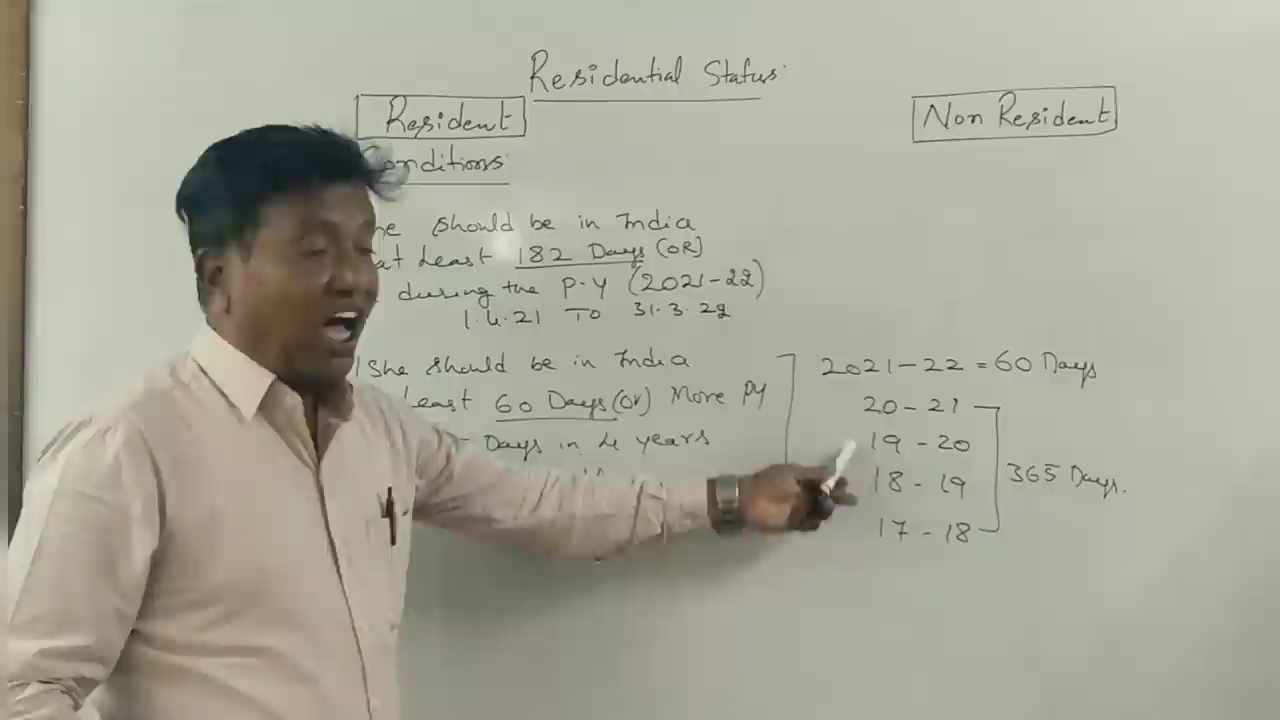 Residential Status
Resident
Non Resident
Conditions
he should be in India
at Least 182 Days (OR)
during the P.Y (2021-22)
1.4.21 TO 31.3.22
She should be in India
Least 60 Days (Or) More PY
Days in 4 years
2021-22 = 60 Days
20-21
19-20
18-19
17-18
365 Days.